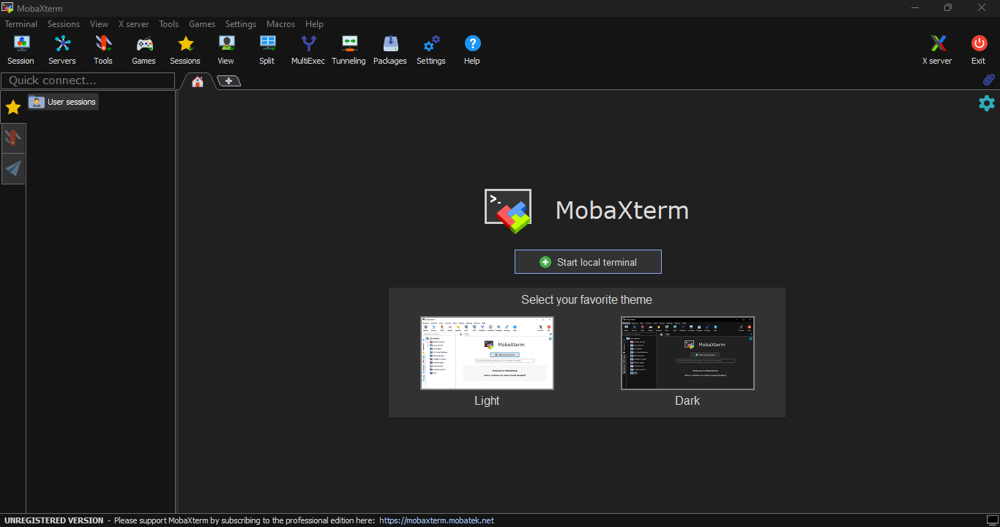 MobaXterm
Terminal Sessions View X server Tools Games Settings Macros Help
Session Servers Tools Games Sessions View Split MultiExec Tunneling Packages Settings Help X server Exit
Quick connect...
User sessions
>_ MobaXterm
Start local terminal
Select your favorite theme
MobaXterm
MobaXterm
Light
Dark
UNREGISTERED VERSION - Please support MobaXterm by subscribing to the professional edition here: https://mobaxterm.mobatek.net